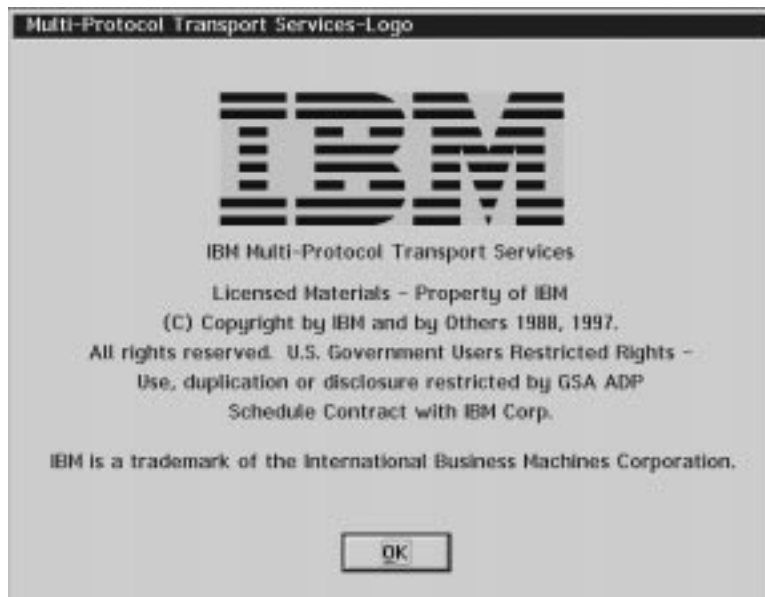 Multi-Protocol Transport Services-Logo
IBM
IBM Multi-Protocol Transport Services
Licensed Materials - Property of IBM
(C) Copyright by IBM and by Others 1988, 1997.
All rights reserved.  U.S. Government Users Restricted Rights -
Use, duplication or disclosure restricted by GSA ADP
Schedule Contract with IBM Corp.
IBM is a trademark of the International Business Machines Corporation.
OK